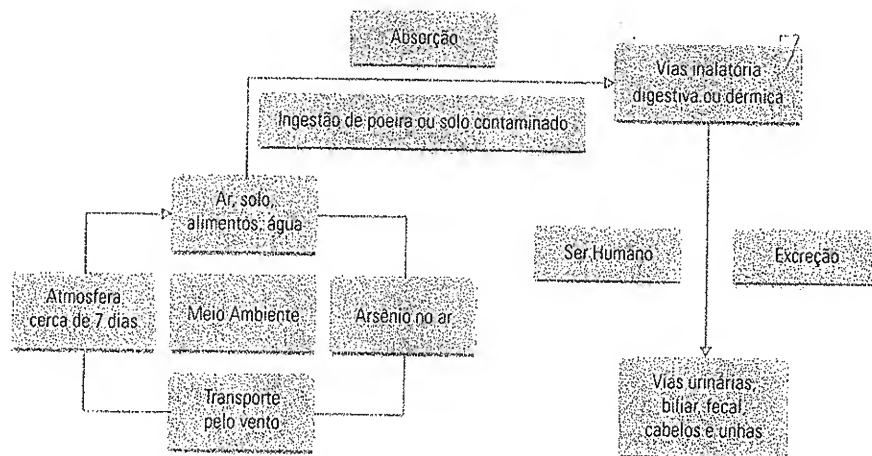 Absorção
Vias inalatória
digestiva ou dérmica
Ingestão de poeira ou solo contaminado
Ar, solo,
alimentos, água
Ser Humano
Excreção
Atmosfera
cerca de 7 dias
Meio Ambiente
Arsênio no ar
Transporte
pelo vento
Vias urinárias,
biliar, fecal,
cabelos e unhas